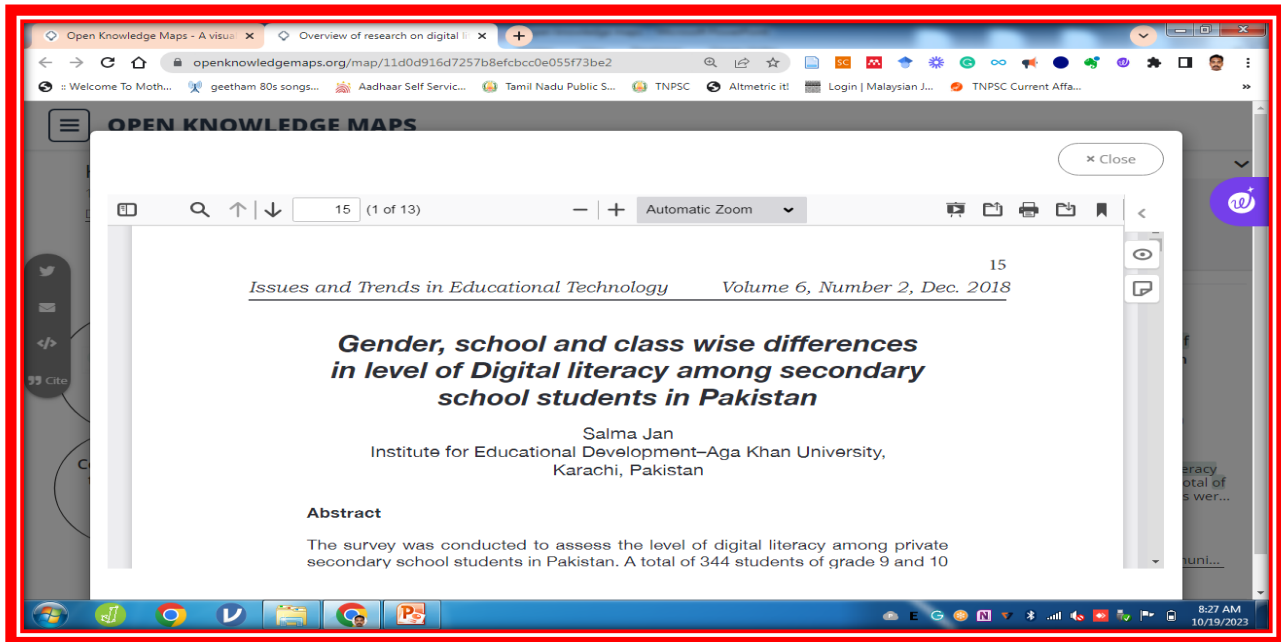 Open Knowledge Maps - A visua
Overview of research on digital li
openknowledgemaps.org/map/11d0d916d7257b8efcbcc0e055f73be2
:: Welcome To Moth...
geetham 80s songs...
Aadhaar Self Servic...
Tamil Nadu Public S...
TNPSC
Altmetric it!
Login | Malaysian J...
TNPSC Current Affa...
»
OPEN KNOWLEDGE MAPS
× Close
15 (1 of 13)
Automatic Zoom
15
Issues and Trends in Educational Technology Volume 6, Number 2, Dec. 2018
Gender, school and class wise differences
in level of Digital literacy among secondary
school students in Pakistan
Salma Jan
Institute for Educational Development–Aga Khan University,
Karachi, Pakistan
Abstract
The survey was conducted to assess the level of digital literacy among private
secondary school students in Pakistan. A total of 344 students of grade 9 and 10
Cite
eracy
otal of
s wer...
nuni...
8:27 AM
10/19/2023